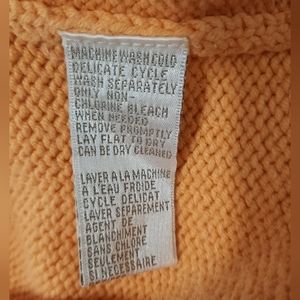 MACHINE WASH COLD
DELICATE CYCLE
WASH SEPARATELY
ONLY NON-
CHLORINE BLEACH
WHEN NEEDED
REMOVE PROMPTLY
LAY FLAT TO DRY
CAN BE DRY CLEANED
LAVER A LA MACHINE
A L'EAU FROIDE
CYCLE DELICAT
LAVER SEPAREMENT
AGENT DE
BLANCHIMENT
SANS CHLORE
SEULEMENT
SI NECESSAIRE